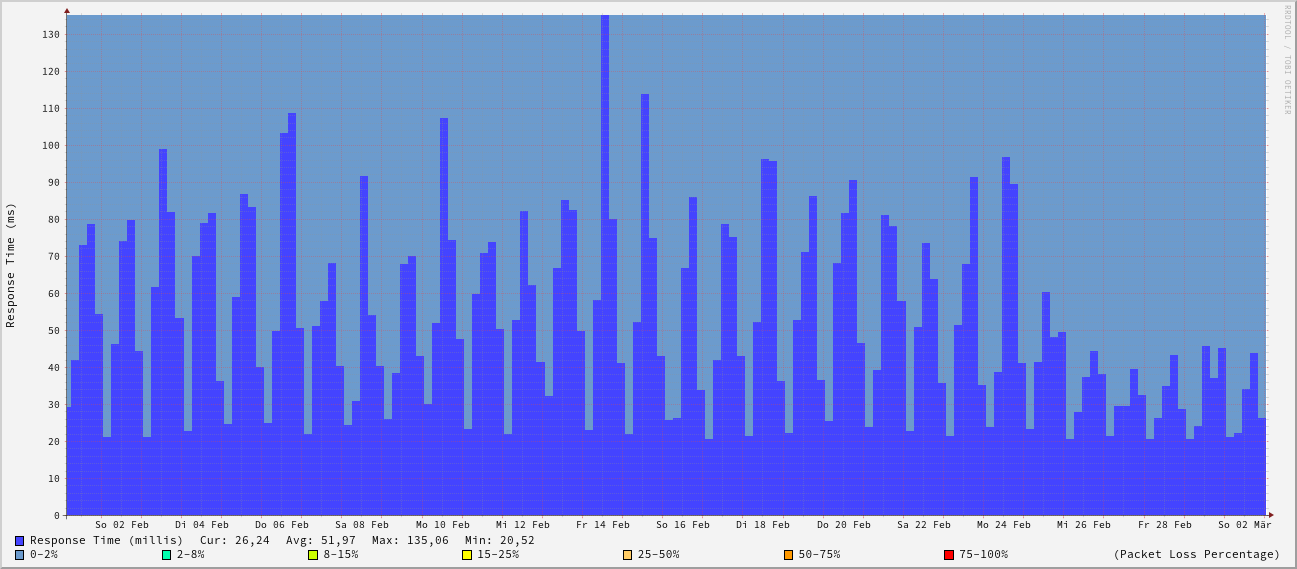 RRDTOOL / TOBI OETIKER
Response Time (ms)
130
120
110
100
90
80
70
60
50
40
30
20
10
0
So 02 Feb Di 04 Feb Do 06 Feb Sa 08 Feb Mo 10 Feb Mi 12 Feb Fr 14 Feb So 16 Feb Di 18 Feb Do 20 Feb Sa 22 Feb Mo 24 Feb Mi 26 Feb Fr 28 Feb So 02 Mär
Response Time (millis) Cur: 26,24 Avg: 51,97 Max: 135,06 Min: 20,52
0-2% 2-8% 8-15% 15-25% 25-50% 50-75% 75-100% (Packet Loss Percentage)